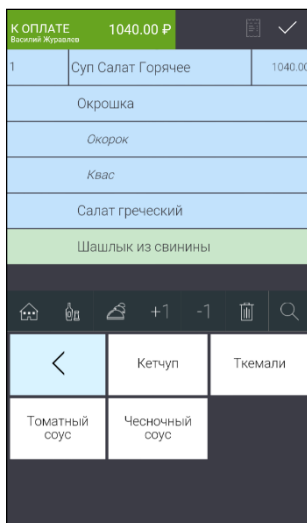 К ОПЛАТЕ 1040.00 ₽
Василий Журавлев
1 Суп Салат Горячее 1040.00
Окрошка
Окорок
Квас
Салат греческий
Шашлык из свинины
+1 -1
Кетчуп Ткемали
Томатный соус Чесночный соус